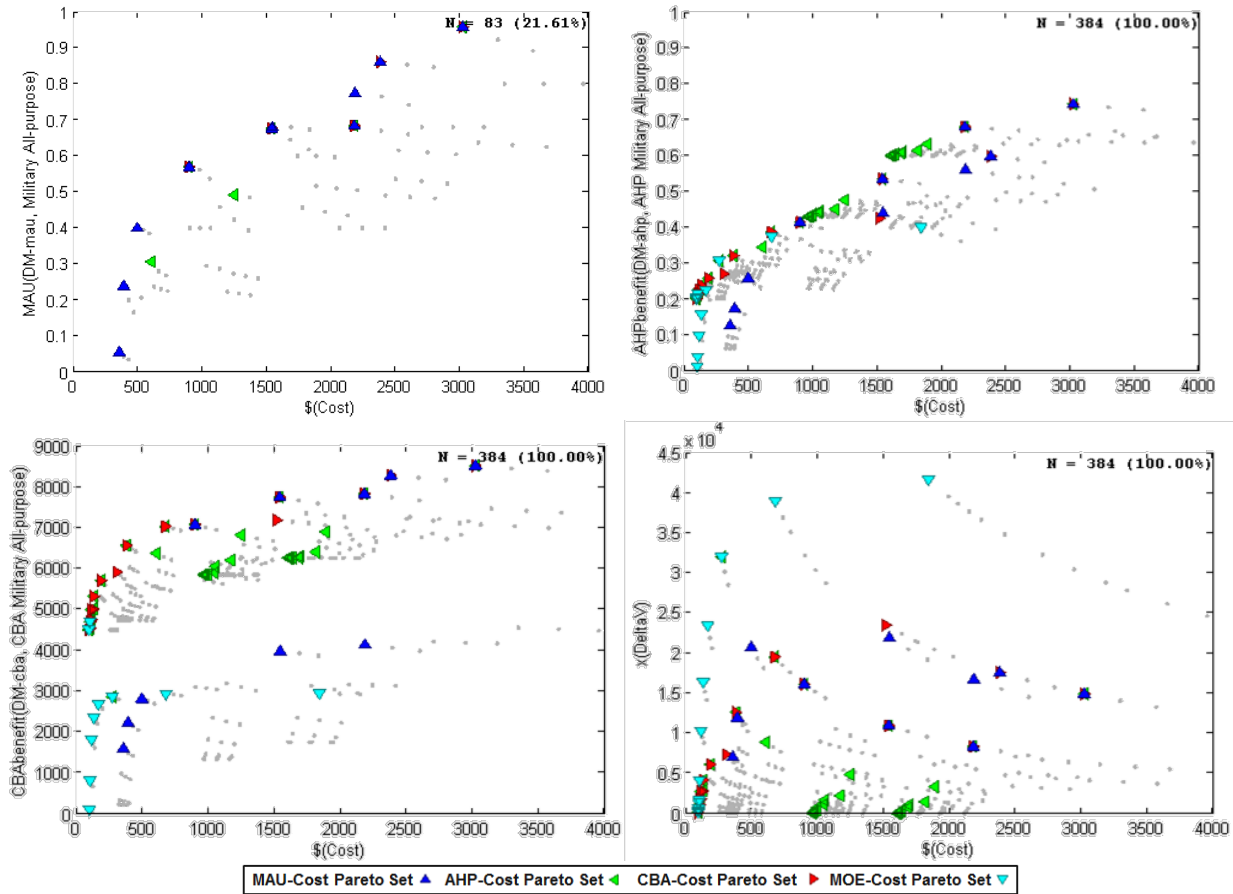 N = 83 (21.61%)
MAU(DM-mau, Military All-purpose)
1
0.9
0.8
0.7
0.6
0.5
0.4
0.3
0.2
0.1
0
0 500 1000 1500 2000 2500 3000 3500 4000
$(Cost)
N = 384 (100.00%)
AHPbenefit(DM-ahp, AHP Military All-purpose)
1
0.9
0.8
0.7
0.6
0.5
0.4
0.3
0.2
0.1
0
0 500 1000 1500 2000 2500 3000 3500 4000
$(Cost)
N = 384 (100.00%)
CBAbenefit(DM-cba, CBA Military All-purpose)
9000
8000
7000
6000
5000
4000
3000
2000
1000
0
0 500 1000 1500 2000 2500 3000 3500 4000
$(Cost)
x 10^4
N = 384 (100.00%)
x(DeltaV)
4.5
4
3.5
3
2.5
2
1.5
1
0.5
0
0 500 1000 1500 2000 2500 3000 3500 4000
$(Cost)
MAU-Cost Pareto Set AHP-Cost Pareto Set CBA-Cost Pareto Set MOE-Cost Pareto Set